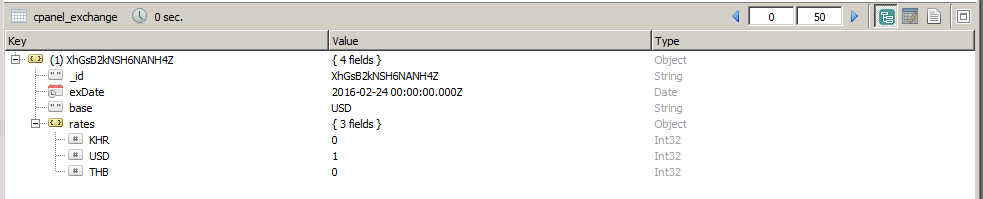 cpanel_exchange 0 sec. 0 50
Key Value Type
(1) XhGsB2kNSH6NANH4Z { 4 fields } Object
_id XhGsB2kNSH6NANH4Z String
exDate 2016-02-24 00:00:00.000Z Date
base USD String
rates { 3 fields } Object
KHR 0 Int32
USD 1 Int32
THB 0 Int32